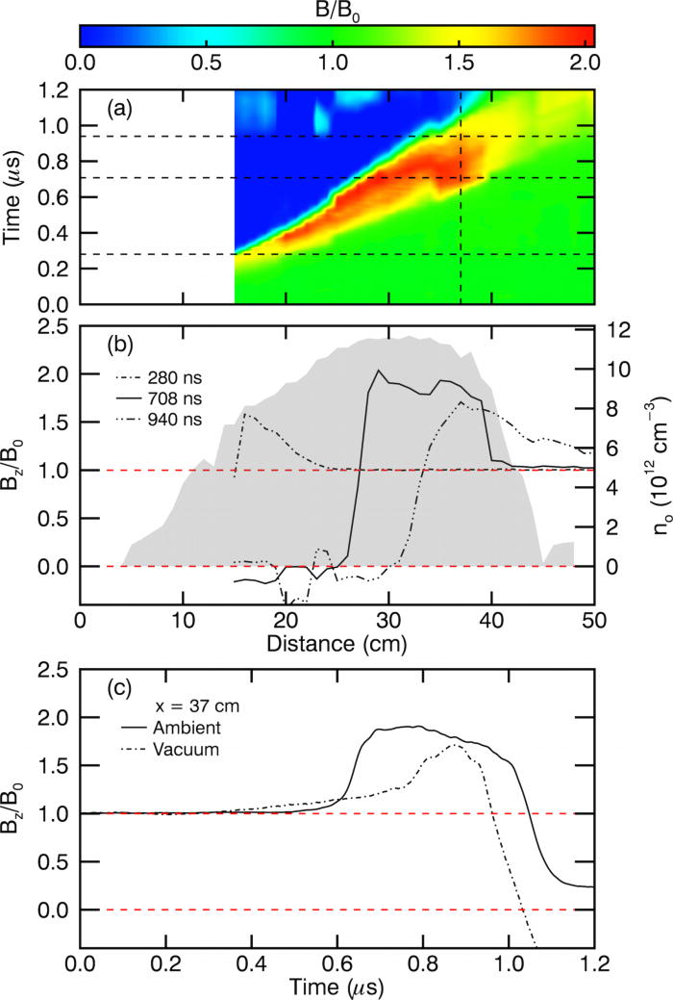 B/B₀
0.0 0.5 1.0 1.5 2.0
(a)
1.2
1.0
0.8
0.6
0.4
0.2
0.0
Time (μs)
(b)
280 ns
708 ns
940 ns
2.5
2.0
1.5
1.0
0.5
0.0
B_z/B₀
12
10
8
6
4
2
0
n₀ (10¹² cm⁻³)
0 10 20 30 40 50
Distance (cm)
(c)
x = 37 cm
Ambient
Vacuum
2.5
2.0
1.5
1.0
0.5
0.0
B_z/B₀
0.0 0.2 0.4 0.6 0.8 1.0 1.2
Time (μs)